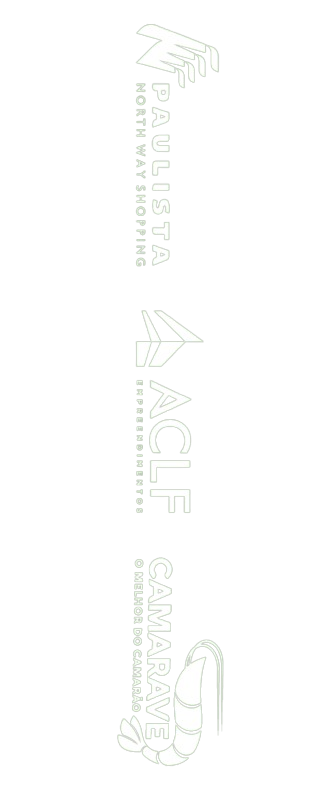 PAULISTA
NORTH WAY SHOPPING
ACLF
EMPREENDIMENTOS
CAMARAVE
O MELHOR DO CAMARÃO